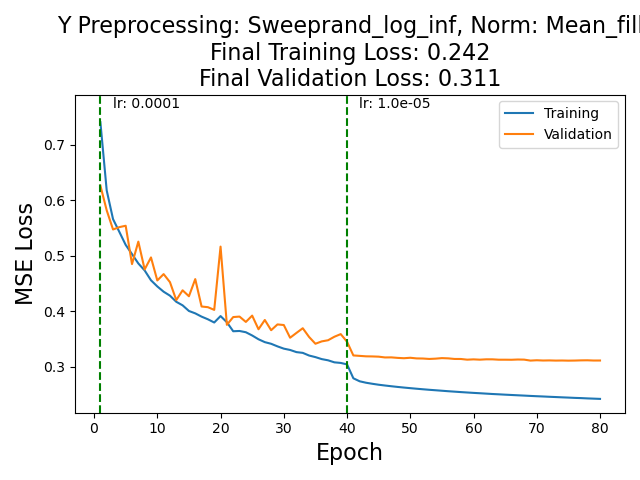 Y Preprocessing: Sweeprand_log_inf, Norm: Mean_fill
Final Training Loss: 0.242
Final Validation Loss: 0.311
lr: 0.0001
lr: 1.0e-05
Training
Validation
MSE Loss
0.7
0.6
0.5
0.4
0.3
0
10
20
30
40
50
60
70
80
Epoch